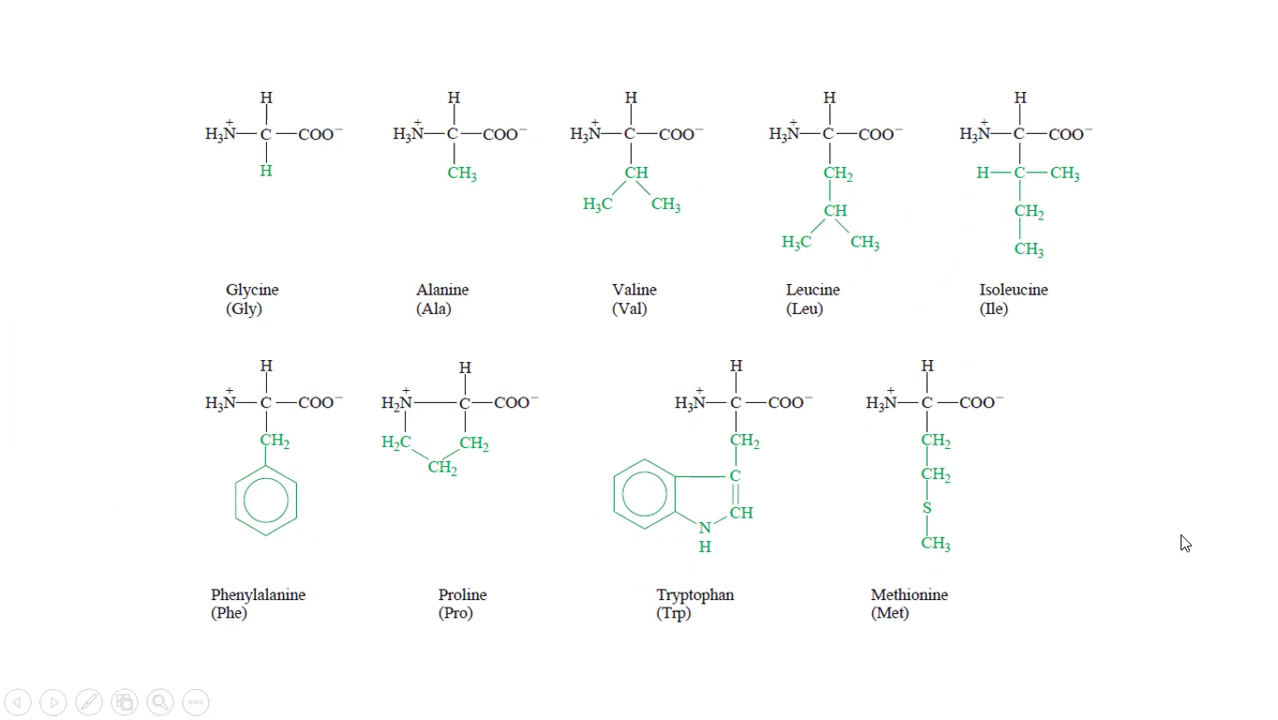 H H H H H
H₃N⁺—C—COO⁻ H₃N⁺—C—COO⁻ H₃N⁺—C—COO⁻ H₃N⁺—C—COO⁻ H₃N⁺—C—COO⁻
H CH₃ CH CH₂ H—C—CH₃
H₃C CH₃ CH CH₂
H₃C CH₃ CH₃
Glycine Alanine Valine Leucine Isoleucine
(Gly) (Ala) (Val) (Leu) (Ile)
H H H H
H₃N⁺—C—COO⁻ H₂N⁺—C—COO⁻ H₃N⁺—C—COO⁻ H₃N⁺—C—COO⁻
CH₂ H₂C CH₂ CH₂ CH₂
CH₂ C CH₂
CH S
N
H CH₃
Phenylalanine Proline Tryptophan Methionine
(Phe) (Pro) (Trp) (Met)